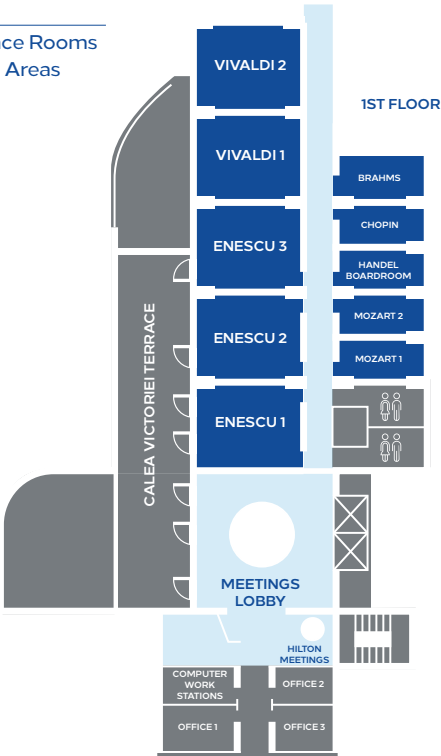 ce Rooms
Areas
1ST FLOOR
VIVALDI 2
VIVALDI 1
ENESCU 3
ENESCU 2
ENESCU 1
BRAHMS
CHOPIN
HANDEL
BOARDROOM
MOZART 2
MOZART 1
CALEA VICTORIEI TERRACE
MEETINGS
LOBBY
HILTON
MEETINGS
COMPUTER
WORK
STATIONS
OFFICE 2
OFFICE 1
OFFICE 3